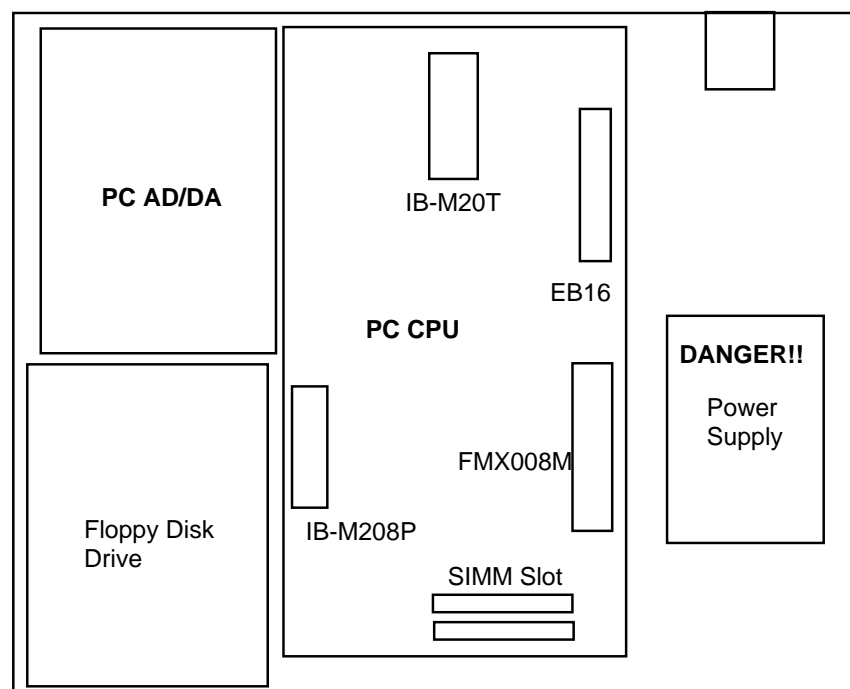 PC AD/DA
IB-M20T
EB16
PC CPU
DANGER!!
Power
Supply
FMX008M
Floppy Disk
Drive
IB-M208P
SIMM Slot